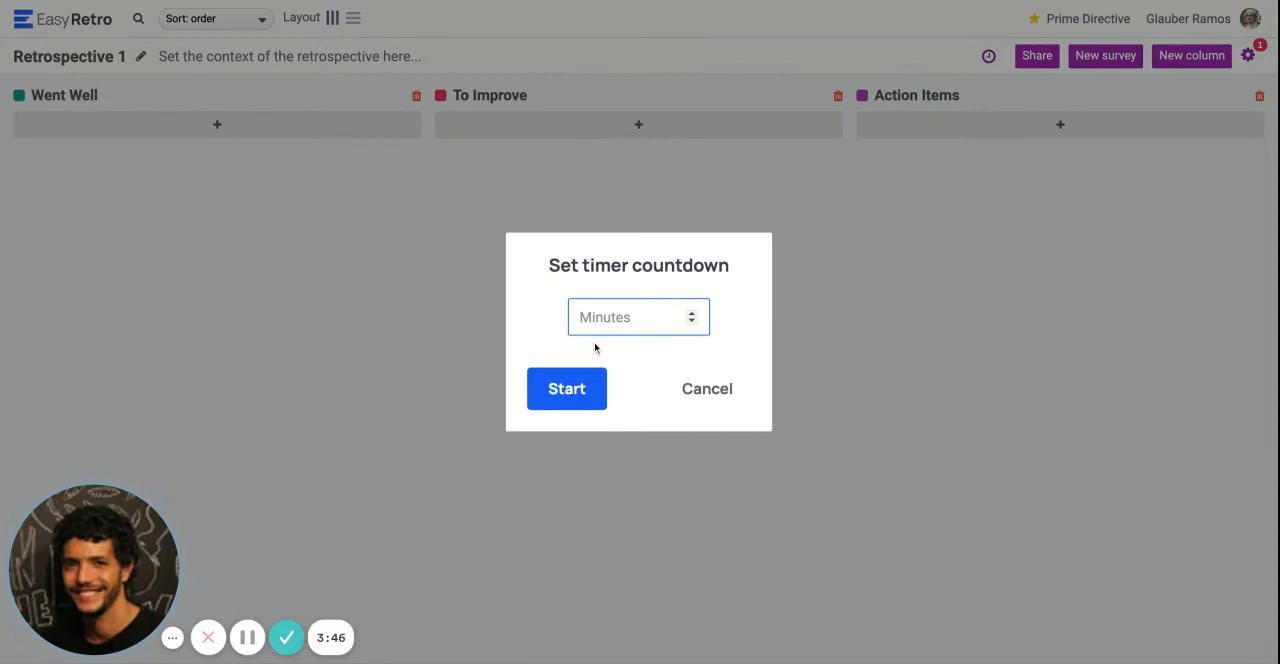 EasyRetro
Sort: order
Layout
Prime Directive
Glauber Ramos
Retrospective 1
Set the context of the retrospective here...
Share
New survey
New column
1
Went Well
To Improve
Action Items
+
+
+
Set timer countdown
Minutes
Start
Cancel
3:46